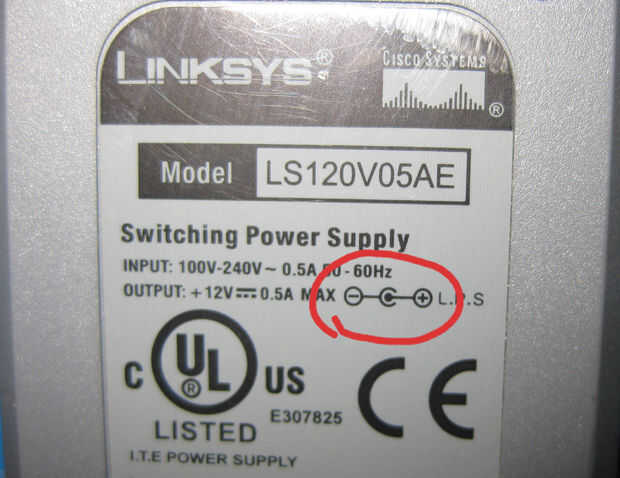 LINKSYS®
CISCO SYSTEMS
®
Model LS120V05AE
Switching Power Supply
INPUT: 100V-240V~ 0.5A 50-60Hz
OUTPUT: +12V⎓0.5A MAX L.P.S
C UL® US
LISTED
E307825
CE
I.T.E POWER SUPPLY